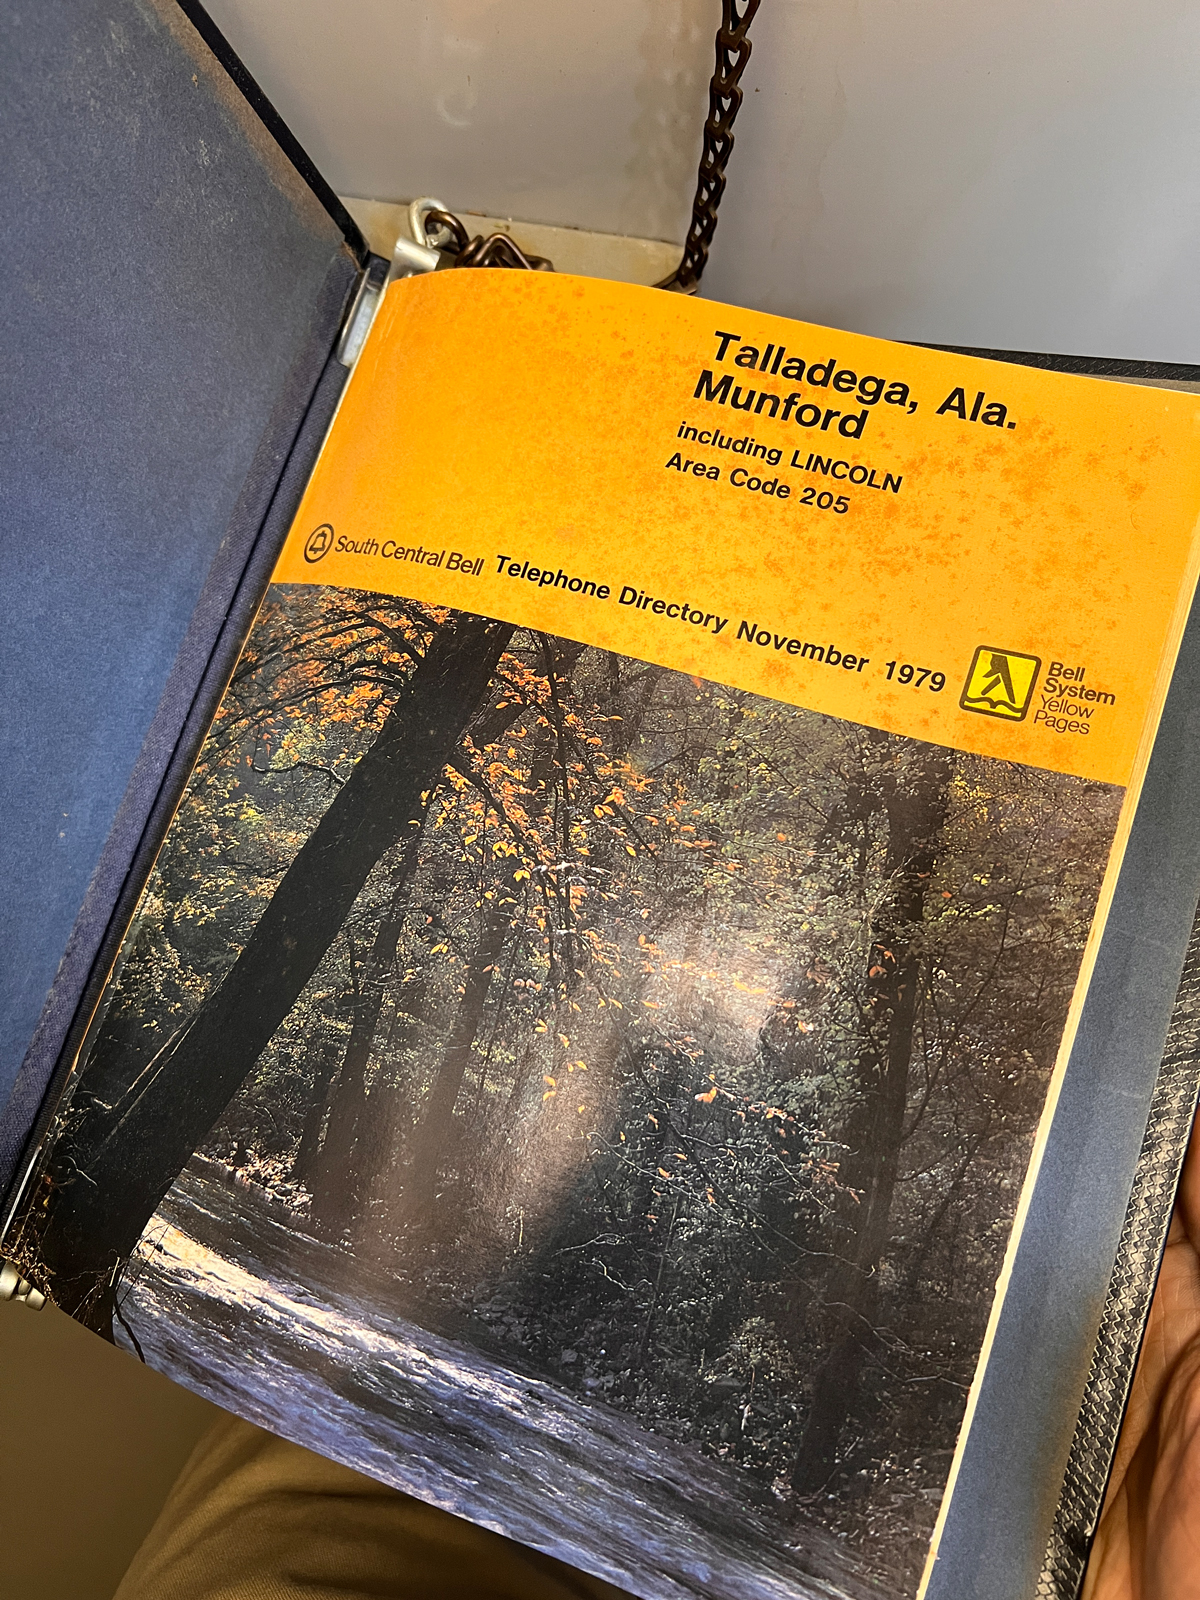 Talladega, Ala.
Munford
including LINCOLN
Area Code 205
South Central Bell Telephone Directory November 1979
Bell
System
Yellow
Pages